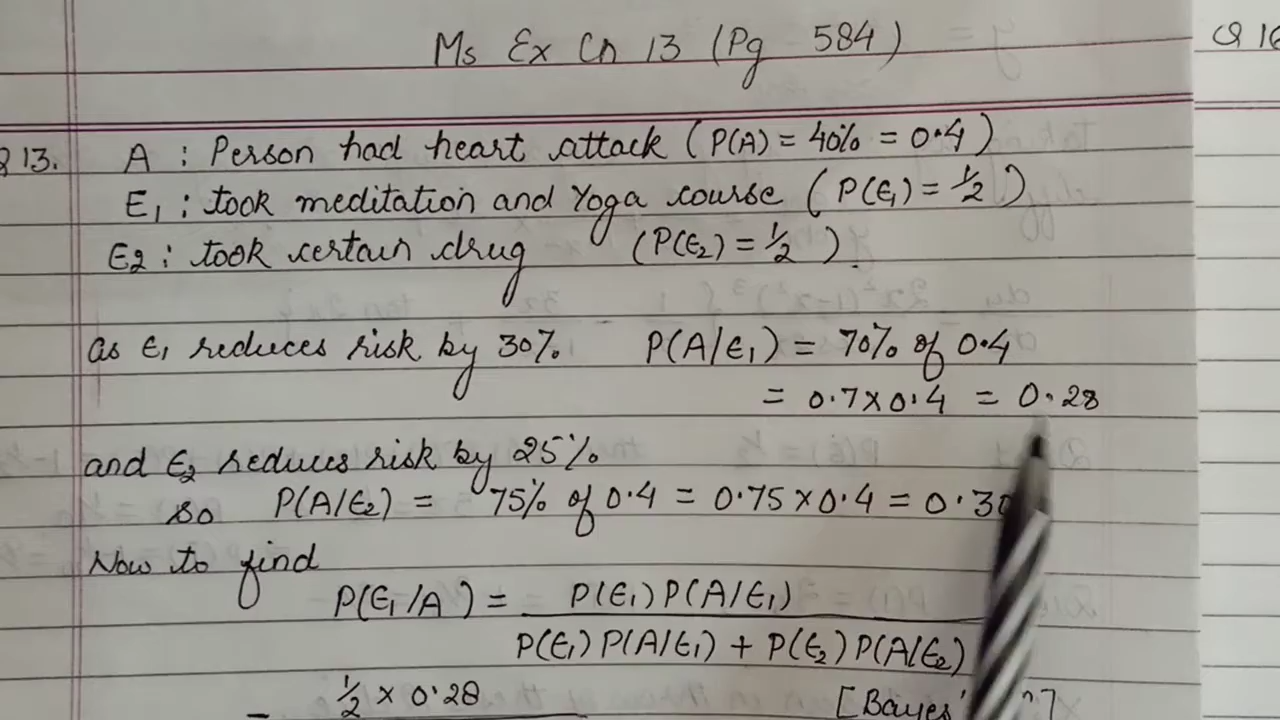 Ms Ex Ch 13 (Pg 584)
Q 16
Q 13. A : Person had heart attack (P(A) = 40% = 0.4)
E₁ : took meditation and Yoga course (P(E₁) = 1/2)
E2 : took certain drug (P(E₂) = 1/2).
as E₁ reduces risk by 30% P(A/E₁) = 70% of 0.4
= 0.7 x 0.4 = 0.28
and E₂ reduces risk by 25%
so P(A/E₂) = 75% of 0.4 = 0.75 x 0.4 = 0.30
Now to find
P(E₁/A) = P(E₁) P(A/E₁)
P(E₁) P(A/E₁) + P(E₂) P(A/E₂)
= 1/2 x 0.28 [Bayes'